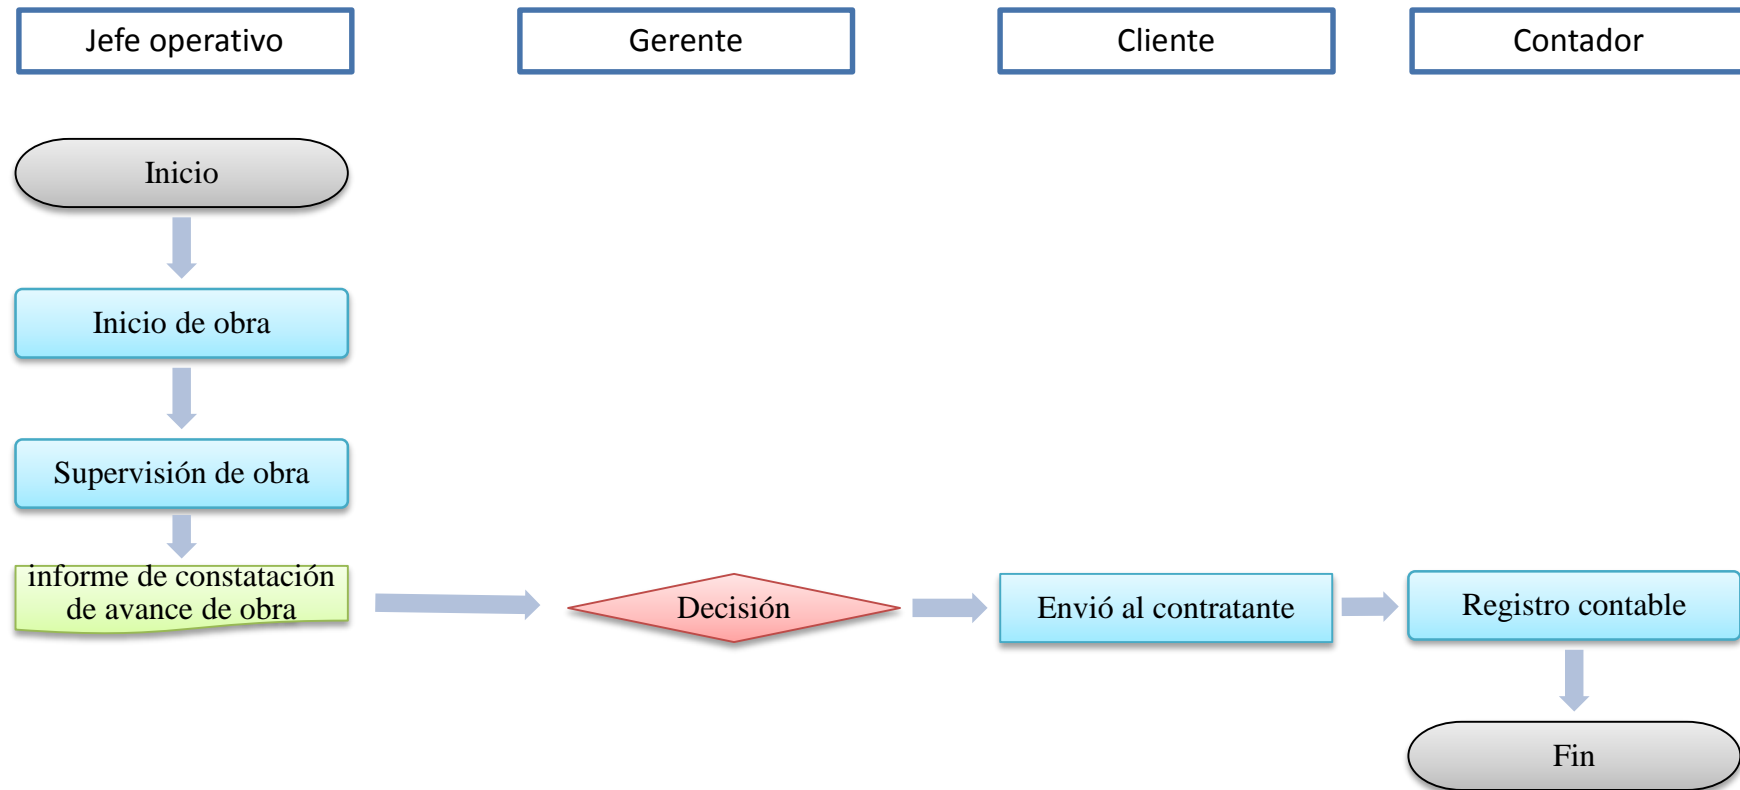 Jefe operativo
Gerente
Cliente
Contador
Inicio
Inicio de obra
Supervisión de obra
informe de constatación
de avance de obra
Decisión
Envió al contratante
Registro contable
Fin